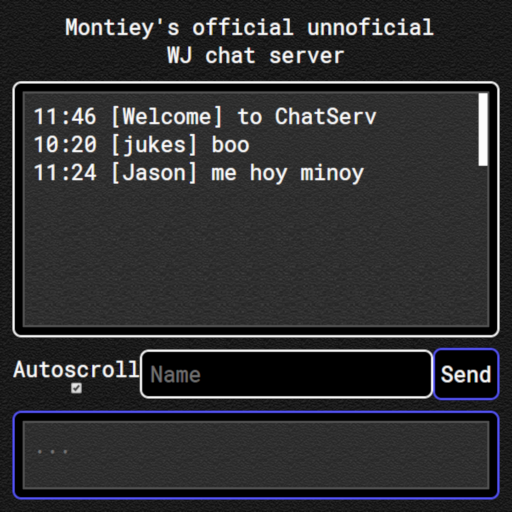 Montiey's official unnoficial
WJ chat server
11:46 [Welcome] to ChatServ
10:20 [jukes] boo
11:24 [Jason] me hoy minoy
Autoscroll
Name
Send
...